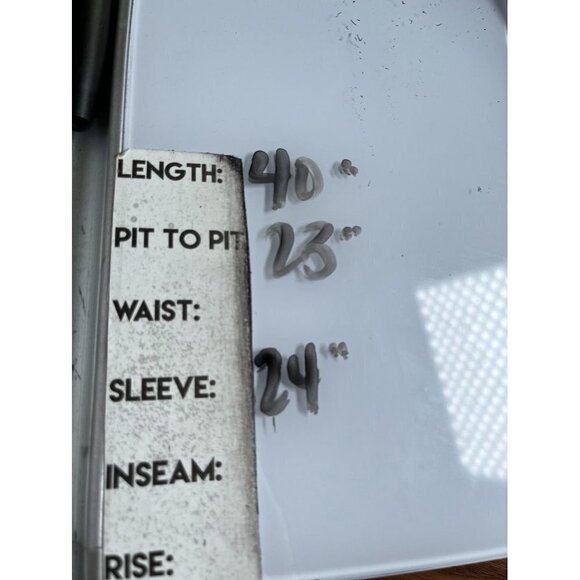 LENGTH: 40"
PIT TO PIT 23"
WAIST:
SLEEVE: 24"
INSEAM:
RISE: